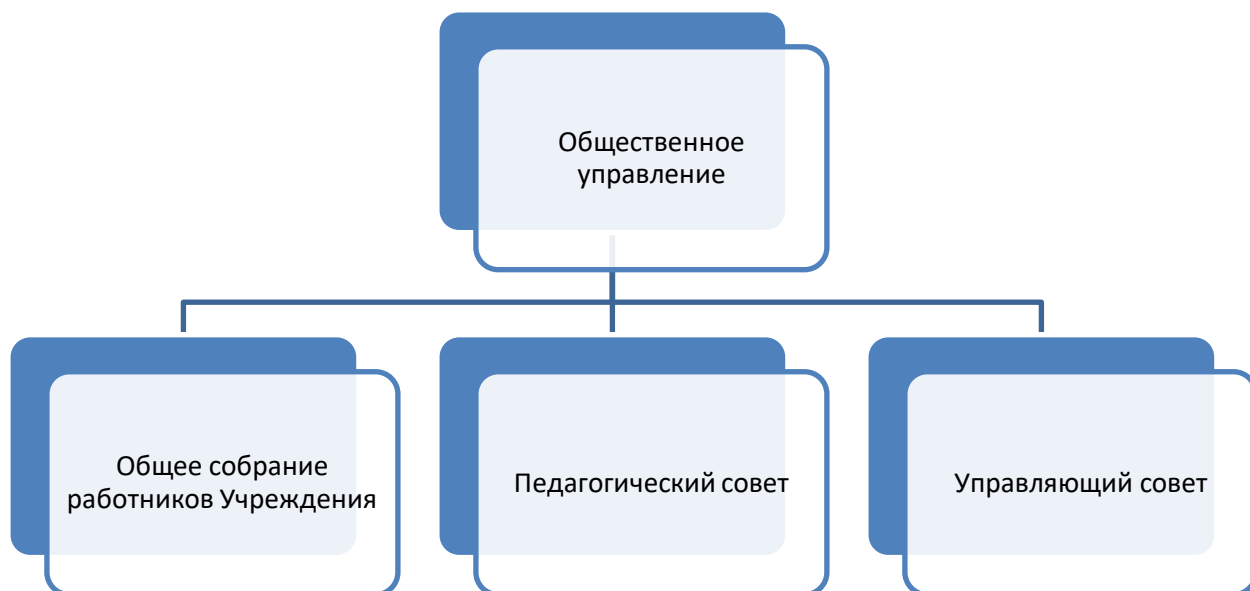 Общественное
управление
Общее собрание
работников Учреждения
Педагогический совет
Управляющий совет